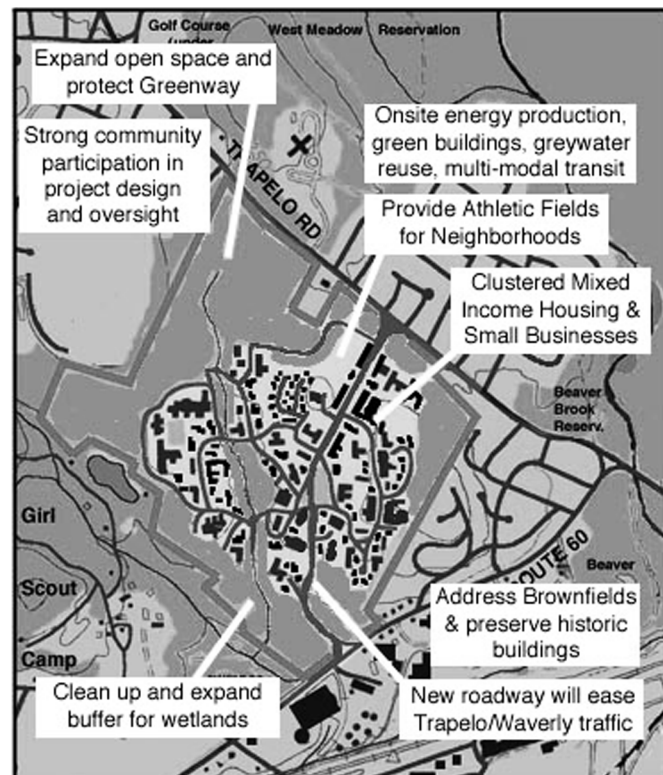 Golf Course
West Meadow Reservation
Expand open space and
protect Greenway
Strong community
participation in
project design
and oversight
Onsite energy production,
green buildings, greywater
reuse, multi-modal transit
TRAPELO RD
Provide Athletic Fields
for Neighborhoods
Clustered Mixed
Income Housing &
Small Businesses
Beaver
Brook
Reserv.
Girl
Scout
Camp
ROUTE 60
Beaver
Address Brownfields
& preserve historic
buildings
Clean up and expand
buffer for wetlands
New roadway will ease
Trapelo/Waverly traffic